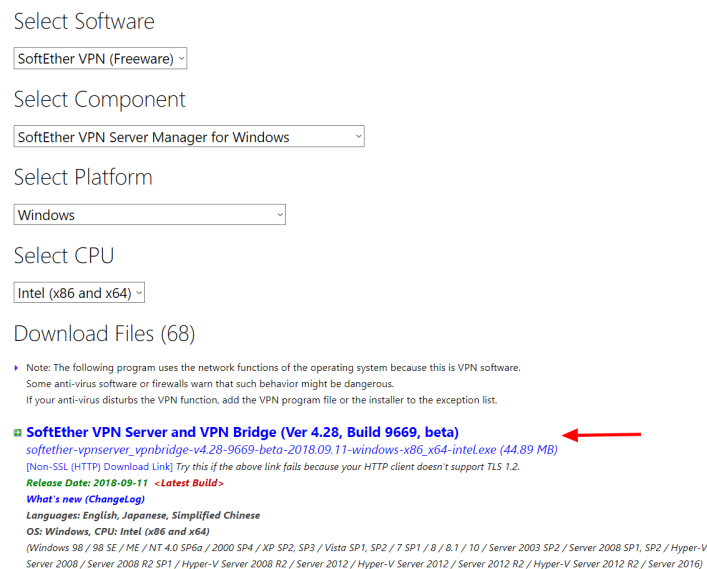 Select Software
SoftEther VPN (Freeware)
Select Component
SoftEther VPN Server Manager for Windows
Select Platform
Windows
Select CPU
Intel (x86 and x64)
Download Files (68)
Note: The following program uses the network functions of the operating system because this is VPN software.
Some anti-virus software or firewalls warn that such behavior might be dangerous.
If your anti-virus disturbs the VPN function, add the VPN program file or the installer to the exception list.
SoftEther VPN Server and VPN Bridge (Ver 4.28, Build 9669, beta)
softether-vpnserver_vpnbridge-v4.28-9669-beta-2018.09.11-windows-x86_x64-intel.exe (44.89 MB)
[Non-SSL (HTTP) Download Link] Try this if the above link fails because your HTTP client doesn't support TLS 1.2.
Release Date: 2018-09-11 <Latest Build>
What's new (ChangeLog)
Languages: English, Japanese, Simplified Chinese
OS: Windows, CPU: Intel (x86 and x64)
(Windows 98 / 98 SE / ME / NT 4.0 SP6a / 2000 SP4 / XP SP2, SP3 / Vista SP1, SP2 / 7 SP1 / 8 / 8.1 / 10 / Server 2003 SP2 / Server 2008 SP1, SP2 / Hyper-V
Server 2008 / Server 2008 R2 SP1 / Hyper-V Server 2008 R2 / Server 2012 / Hyper-V Server 2012 / Server 2012 R2 / Hyper-V Server 2012 R2 / Server 2016)